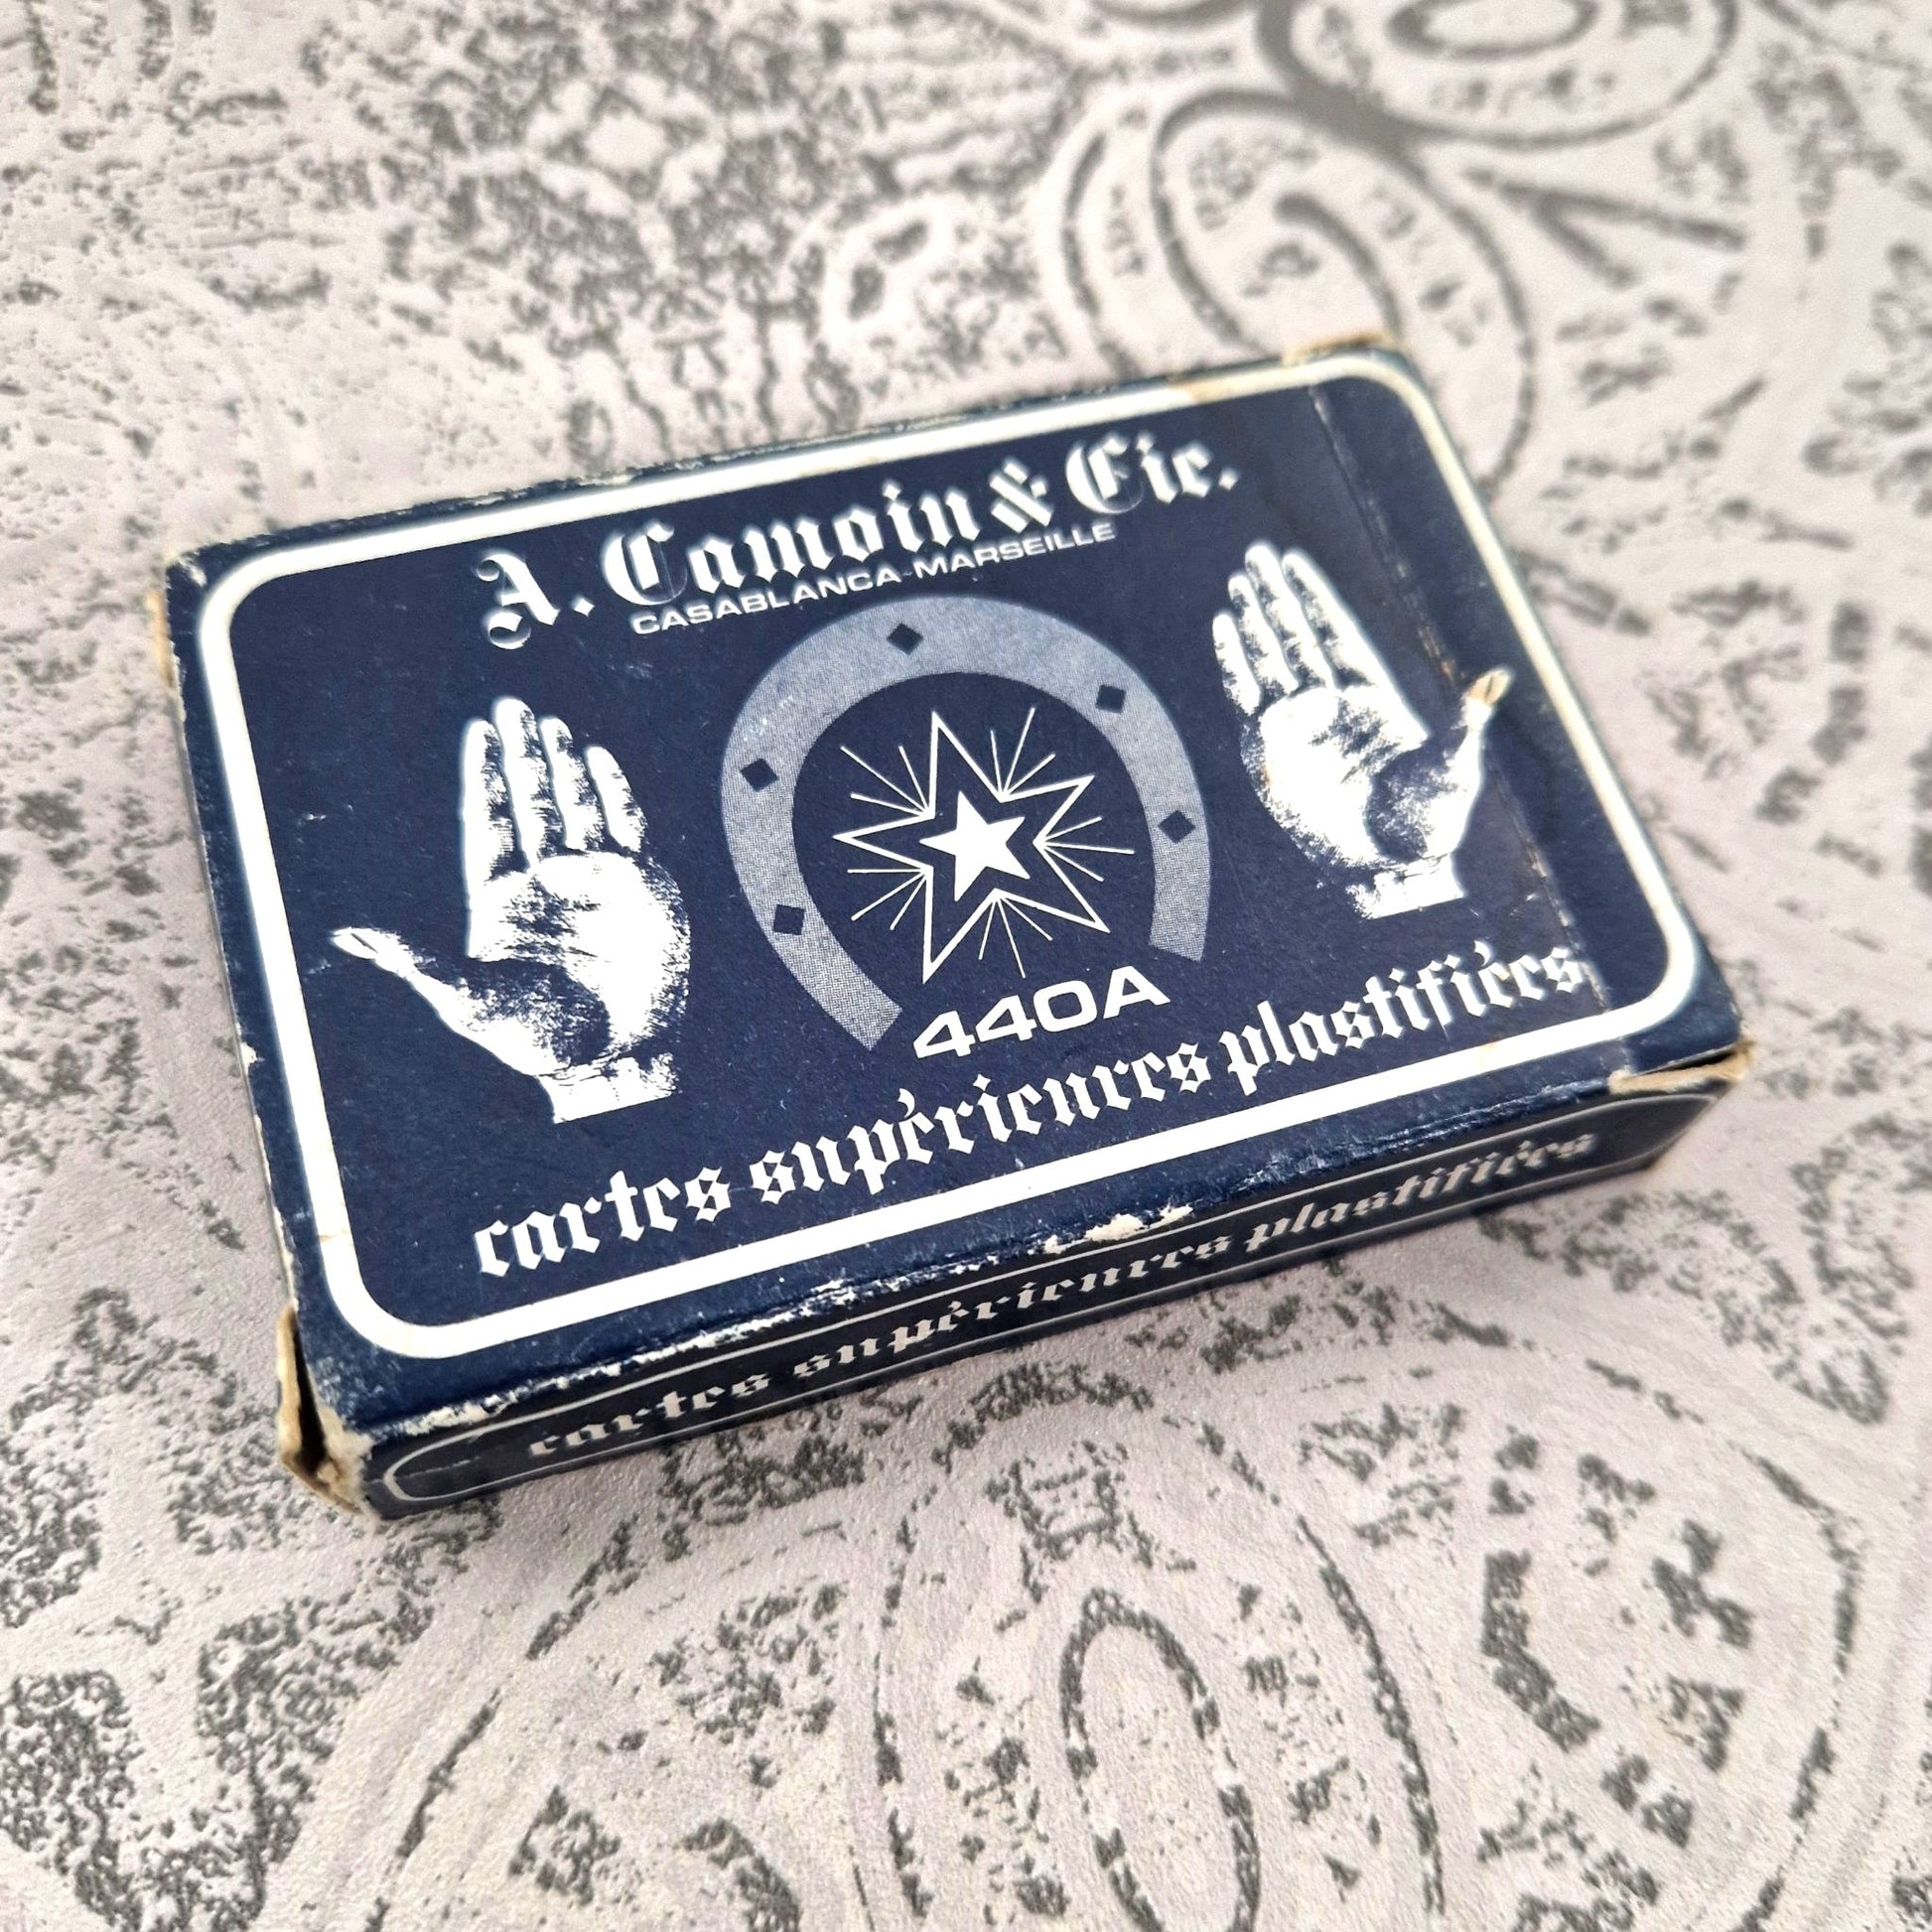 A. Camoin & Cie.
CASABLANCA-MARSEILLE
440A
cartes supérieures plastifiées
cartes supérieures plastifiées